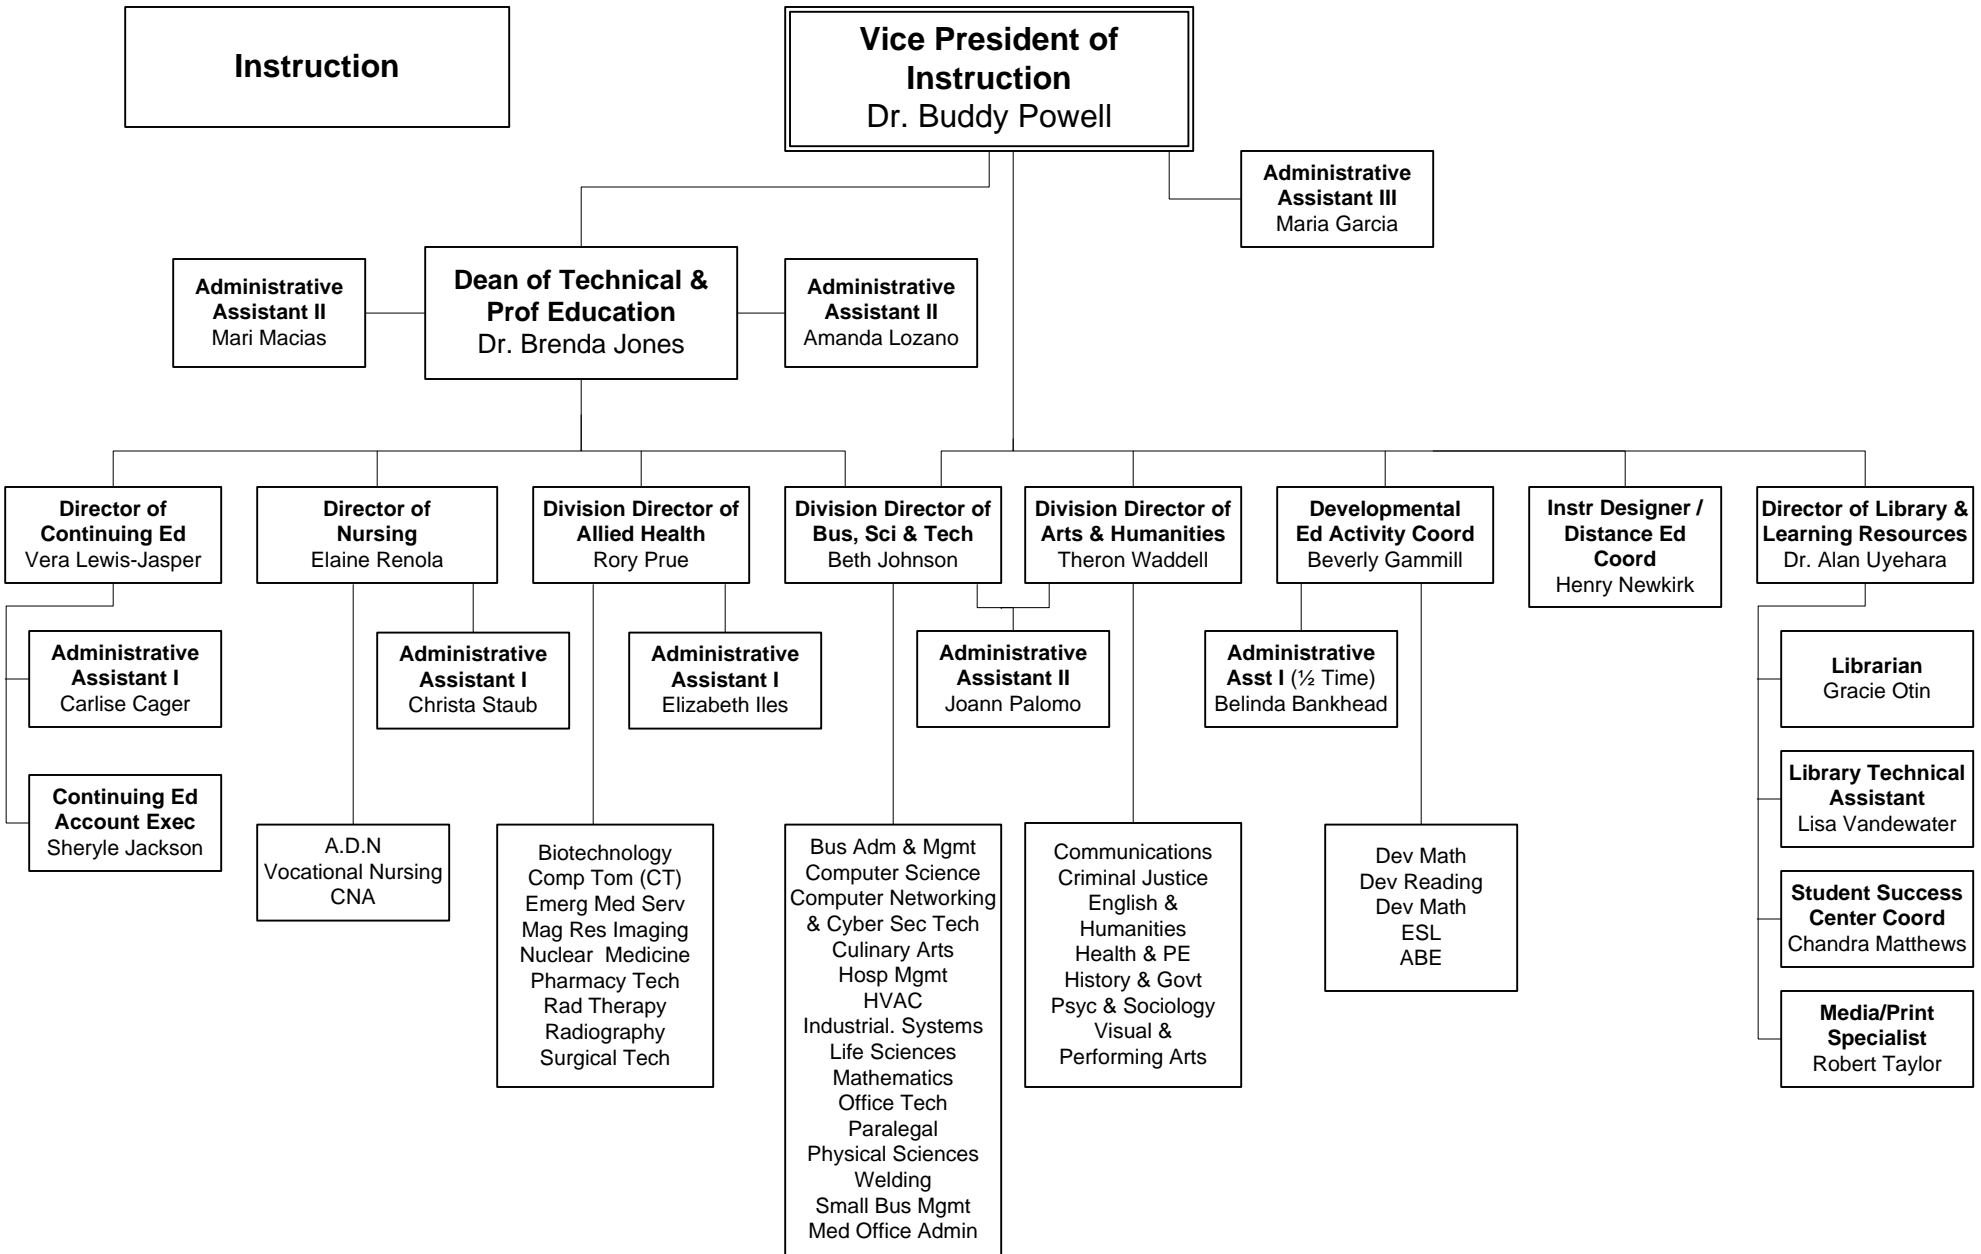 Instruction
Vice President of
Instruction
Dr. Buddy Powell
Administrative
Assistant III
Maria Garcia
Administrative
Assistant II
Mari Macias
Dean of Technical &
Prof Education
Dr. Brenda Jones
Administrative
Assistant II
Amanda Lozano
Director of
Continuing Ed
Vera Lewis-Jasper
Director of
Nursing
Elaine Renola
Division Director of
Allied Health
Rory Prue
Division Director of
Bus, Sci & Tech
Beth Johnson
Division Director of
Arts & Humanities
Theron Waddell
Developmental
Ed Activity Coord
Beverly Gammill
Instr Designer /
Distance Ed
Coord
Henry Newkirk
Director of Library &
Learning Resources
Dr. Alan Uyehara
Administrative
Assistant I
Carlise Cager
Administrative
Assistant I
Christa Staub
Administrative
Assistant I
Elizabeth Iles
Administrative
Assistant II
Joann Palomo
Administrative
Asst I (½ Time)
Belinda Bankhead
Librarian
Gracie Otin
Continuing Ed
Account Exec
Sheryle Jackson
Library Technical
Assistant
Lisa Vandewater
Student Success
Center Coord
Chandra Matthews
Media/Print
Specialist
Robert Taylor
A.D.N
Vocational Nursing
CNA
Biotechnology
Comp Tom (CT)
Emerg Med Serv
Mag Res Imaging
Nuclear  Medicine
Pharmacy Tech
Rad Therapy
Radiography
Surgical Tech
Bus Adm & Mgmt
Computer Science
Computer Networking
& Cyber Sec Tech
Culinary Arts
Hosp Mgmt
HVAC
Industrial. Systems
Life Sciences
Mathematics
Office Tech
Paralegal
Physical Sciences
Welding
Small Bus Mgmt
Med Office Admin
Communications
Criminal Justice
English &
Humanities
Health & PE
History & Govt
Psyc & Sociology
Visual &
Performing Arts
Dev Math
Dev Reading
Dev Math
ESL
ABE